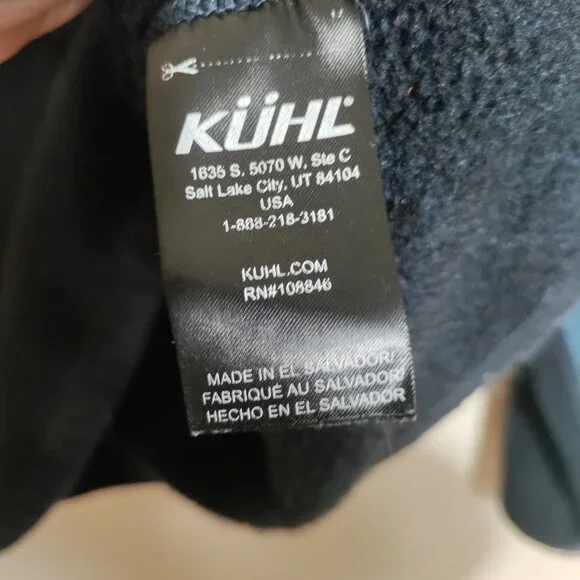 KÜHL
1635 S. 5070 W. Ste C
Salt Lake City, UT 84104
USA
1-888-218-3181
KUHL.COM
RN#108846
MADE IN EL SALVADOR/
FABRIQUÉ AU SALVADOR/
HECHO EN EL SALVADOR